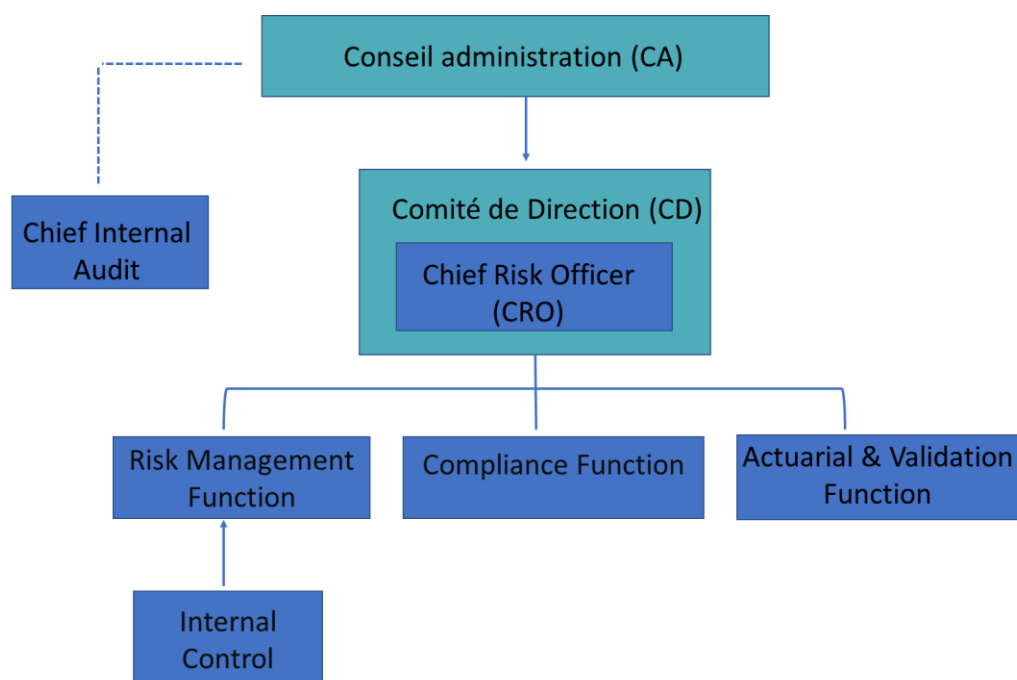 Conseil administration (CA)
Chief Internal
Audit
Comité de Direction (CD)
Chief Risk Officer
(CRO)
Risk Management
Function
Compliance Function
Actuarial & Validation
Function
Internal
Control